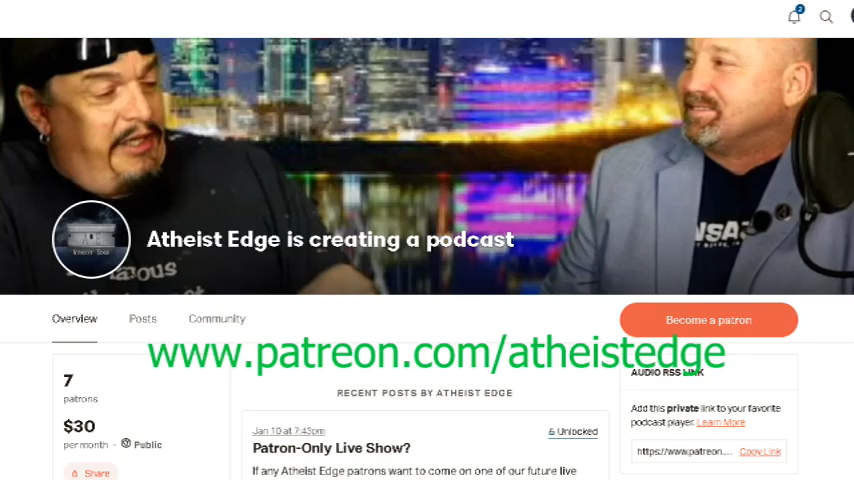 2
Atheist Edge is creating a podcast
Overview
Posts
Community
Become a patron
www.patreon.com/atheistedge
7
patrons
$30
per month · Public
Share
RECENT POSTS BY ATHEIST EDGE
Jan 10 at 7:43pm
Unlocked
Patron-Only Live Show?
If any Atheist Edge patrons want to come on one of our future live
AUDIO RSS LINK
Add this private link to your favorite
podcast player. Learn More
https://www.patreon.... Copy Link